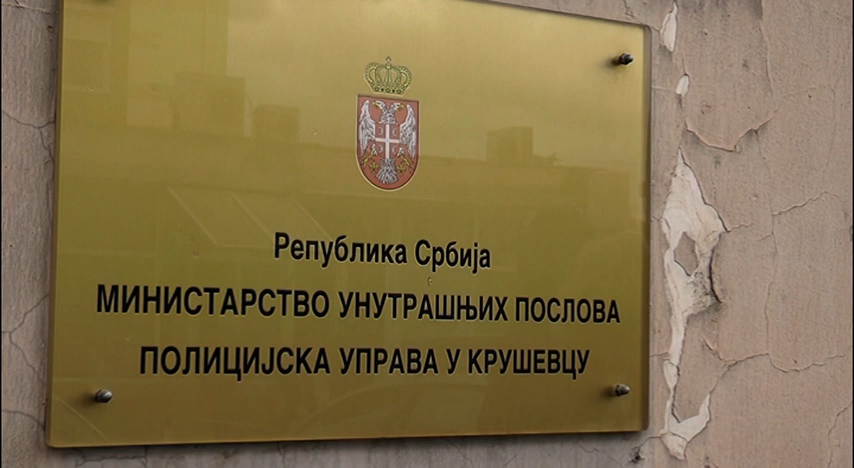 Република Србија
МИНИСТАРСТВО УНУТРАШЊИХ ПОСЛОВА
ПОЛИЦИЈСКА УПРАВА У КРУШЕВЦУ